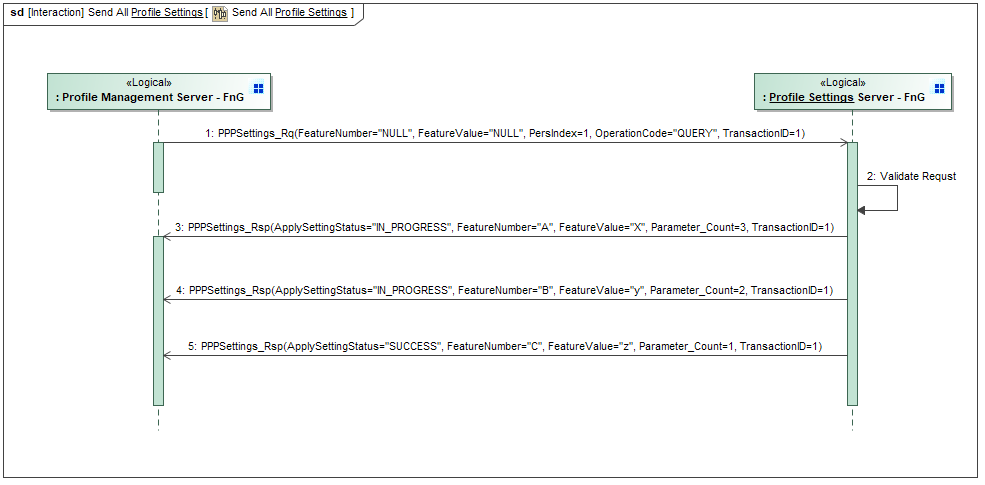 sd [Interaction] Send All Profile Settings [ Send All Profile Settings ]
«Logical»
: Profile Management Server - FnG
«Logical»
: Profile Settings Server - FnG
1: PPPSettings_Rq(FeatureNumber="NULL", FeatureValue="NULL", PersIndex=1, OperationCode="QUERY", TransactionID=1)
2: Validate Requst
3: PPPSettings_Rsp(ApplySettingStatus="IN_PROGRESS", FeatureNumber="A", FeatureValue="X", Parameter_Count=3, TransactionID=1)
4: PPPSettings_Rsp(ApplySettingStatus="IN_PROGRESS", FeatureNumber="B", FeatureValue="y", Parameter_Count=2, TransactionID=1)
5: PPPSettings_Rsp(ApplySettingStatus="SUCCESS", FeatureNumber="C", FeatureValue="z", Parameter_Count=1, TransactionID=1)